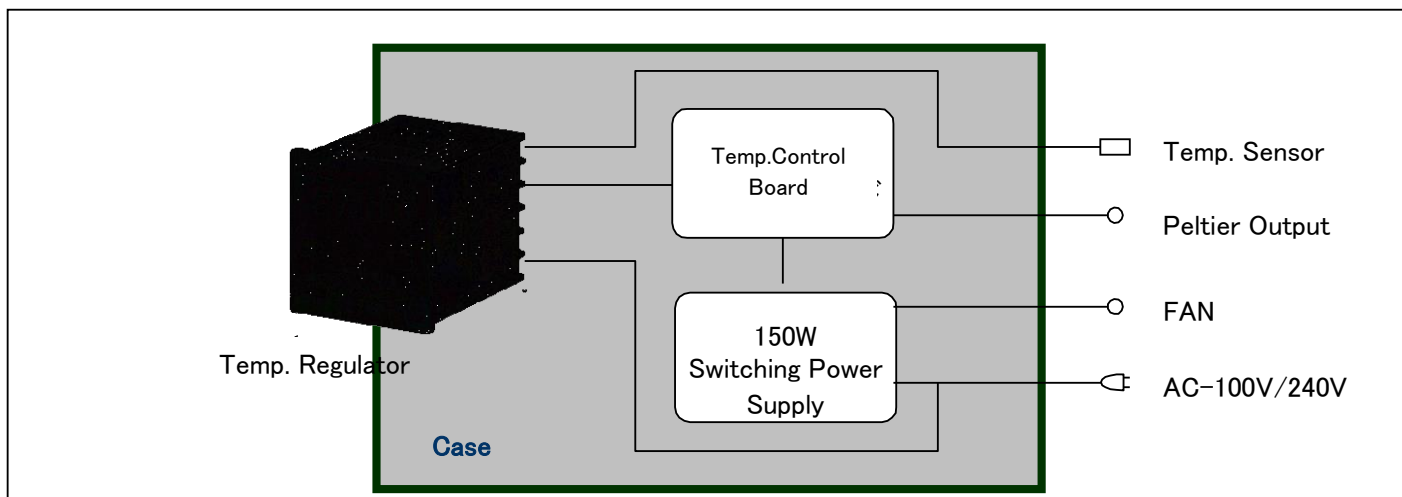 Temp.Control
Board
Temp. Sensor
Peltier Output
FAN
150W
Switching Power
Supply
Temp. Regulator
AC-100V/240V
Case